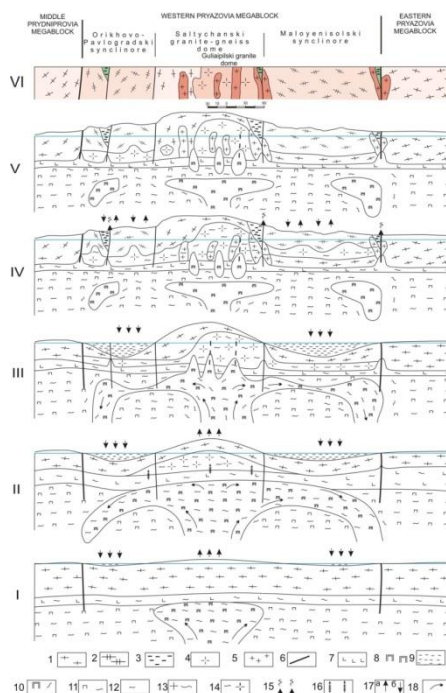 MIDDLE
PRYDNIPROVIA
MEGABLOCK
WESTERN PRYAZOVIA MEGABLOCK
EASTERN
PRYAZOVIA
MEGABLOCK
Orikhovo-
Pavlogradski
synclinore
Saltychanski
granite-gneiss
dome
Guliaipilski granite
dome
Maloyenisolski
synclinore
VI
V
IV
III
II
I
1 2 3 4 5 6 7 8 9
10 11 12 13 14 15 16 17 а б 18